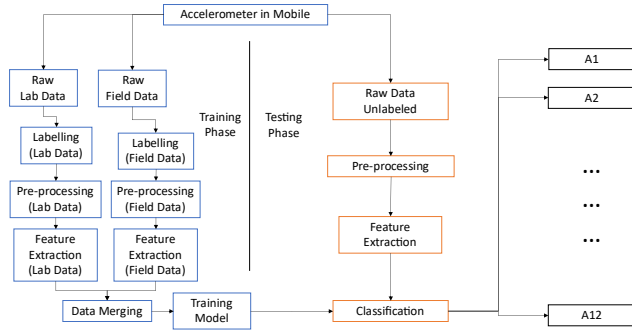 Accelerometer in Mobile
Raw
Lab Data
Raw
Field Data
Labelling
(Lab Data)
Labelling
(Field Data)
Pre-processing
(Lab Data)
Pre-processing
(Field Data)
Feature
Extraction
(Lab Data)
Feature
Extraction
(Field Data)
Data Merging
Training
Model
Training
Phase
Testing
Phase
Raw Data
Unlabeled
Pre-processing
Feature
Extraction
Classification
A1
A2
...
...
...
A12